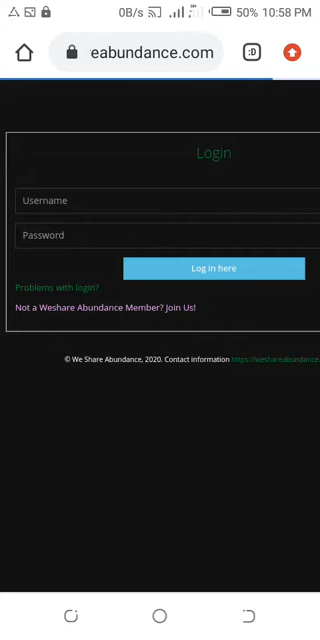 0B/s 50% 10:58 PM
eabundance.com :D
Login
Username
Password
Log in here
Problems with login?
Not a Weshare Abundance Member? Join Us!
© We Share Abundance, 2020. Contact information https://weshareabundance.